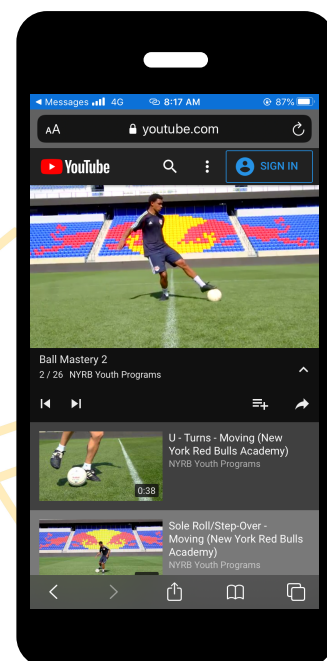 ◀ Messages 4G 8:17 AM 87%
AA youtube.com
YouTube SIGN IN
Ball Mastery 2
2 / 26 NYRB Youth Programs
U - Turns - Moving (New
York Red Bulls Academy)
NYRB Youth Programs
0:38
Sole Roll/Step-Over -
Moving (New York Red Bulls
Academy)
NYRB Youth Programs